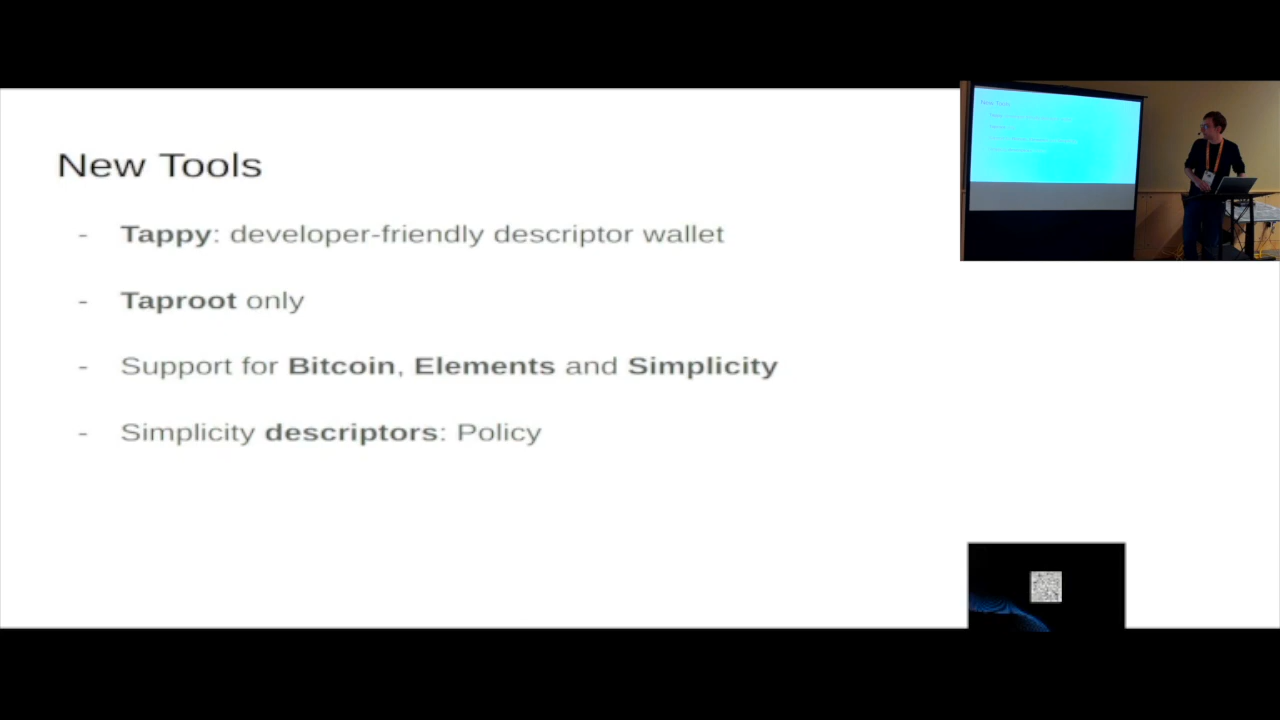 New Tools
- Tappy: developer-friendly descriptor wallet
- Taproot only
- Support for Bitcoin, Elements and Simplicity
- Simplicity descriptors: Policy